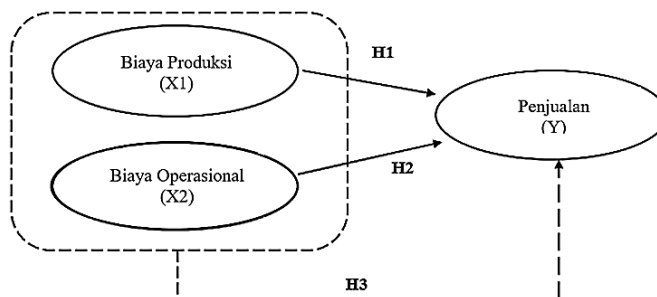 Biaya Produksi
(X1)
H1
Penjualan
(Y)
Biaya Operasional
(X2)
H2
H3